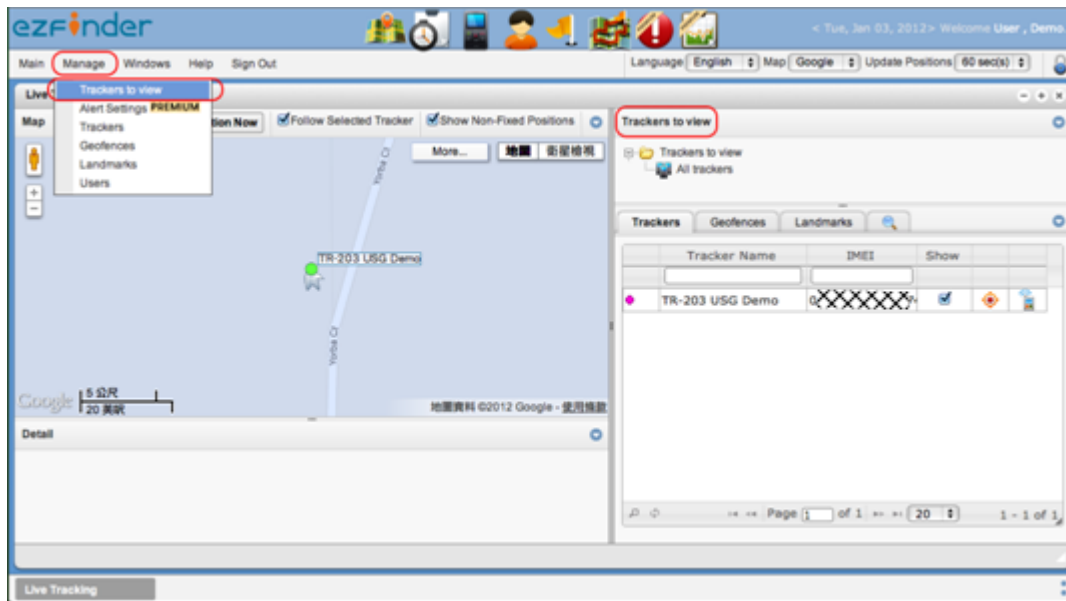 ezfinder
< Tue, Jan 03, 2012> Welcome User , Demo.
Main Manage Windows Help Sign Out
Language English Map Google Update Positions 60 sec(s)
Live
Trackers to view
Alert Settings PREMIUM
Trackers
Geofences
Landmarks
Users
Map
tion Now Follow Selected Tracker Show Non-Fixed Positions
More... 地圖 衛星檢視
Yorba Cr
TR-203 USG Demo
Yorba Cr
Google
5 公尺
20 英呎
地圖資料 ©2012 Google - 使用條款
Detail
Trackers to view
Trackers to view
All trackers
Trackers Geofences Landmarks
Tracker Name IMEI Show
TR-203 USG Demo
Page 1 of 1 20 1 - 1 of 1
Live Tracking